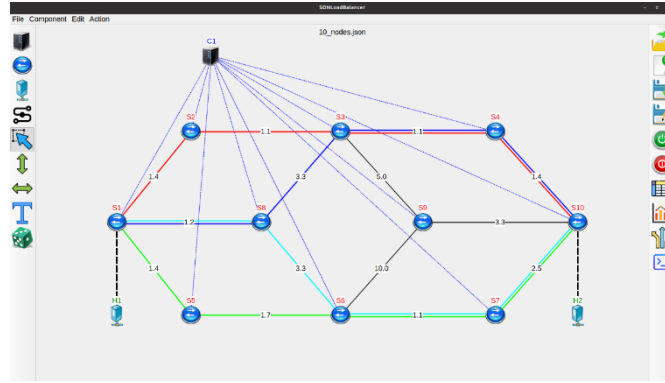 SDNLoadBalancer
File Component Edit Action
10_nodes.json
C1
S2
S3
S4
1.1
1.1
1.4
3.3
5.0
1.4
S1
S8
S9
S10
1.2
3.3
1.4
3.3
10.0
2.5
H1
S5
S6
S7
H2
1.7
1.1